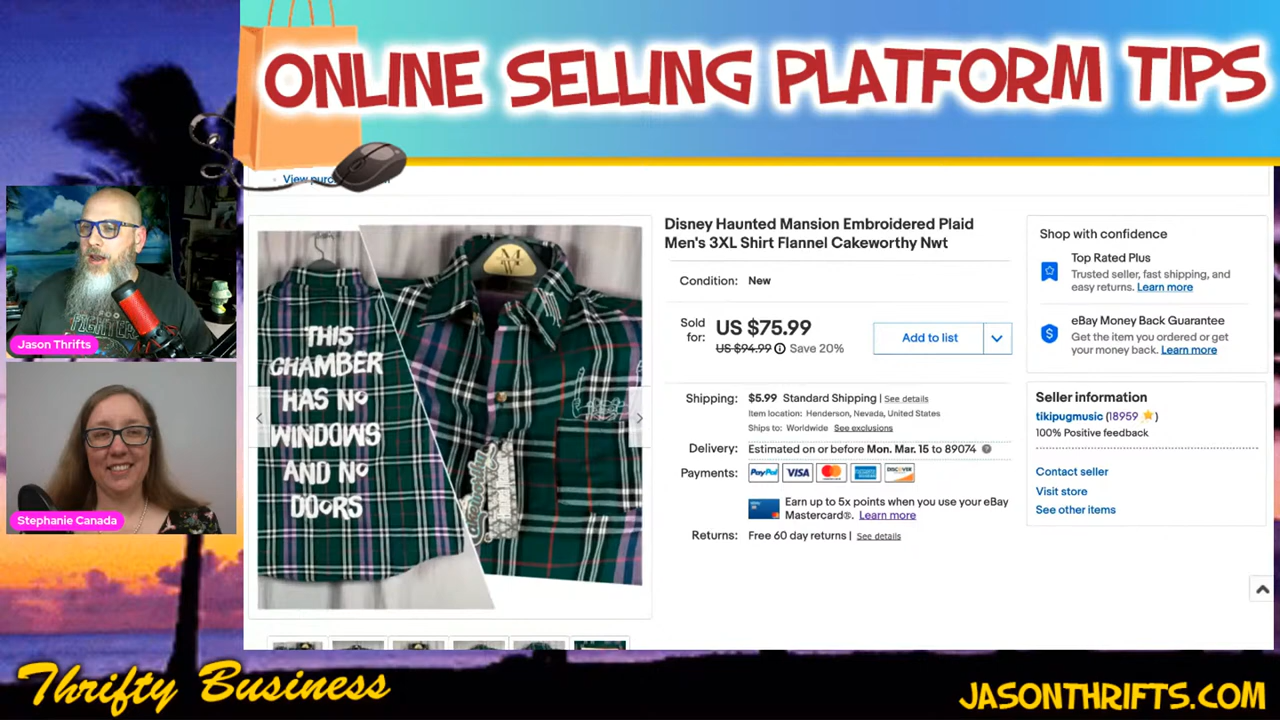 ONLINE SELLING PLATFORM TIPS
Jason Thrifts
Stephanie Canada
THIS
CHAMBER
HAS NO
WINDOWS
AND NO
DOORS
Disney Haunted Mansion Embroidered Plaid
Men's 3XL Shirt Flannel Cakeworthy Nwt
Condition: New
Sold for: US $75.99
US $94.99 Save 20%
Add to list
Shipping: $5.99 Standard Shipping | See details
Item location: Henderson, Nevada, United States
Ships to: Worldwide See exclusions
Delivery: Estimated on or before Mon. Mar. 15 to 89074
Payments: PayPal VISA
Earn up to 5x points when you use your eBay
Mastercard®. Learn more
Returns: Free 60 day returns | See details
Shop with confidence
Top Rated Plus
Trusted seller, fast shipping, and
easy returns. Learn more
eBay Money Back Guarantee
Get the item you ordered or get
your money back. Learn more
Seller information
tikipugmusic (18959)
100% Positive feedback
Contact seller
Visit store
See other items
Thrifty Business
JASONTHRIFTS.COM